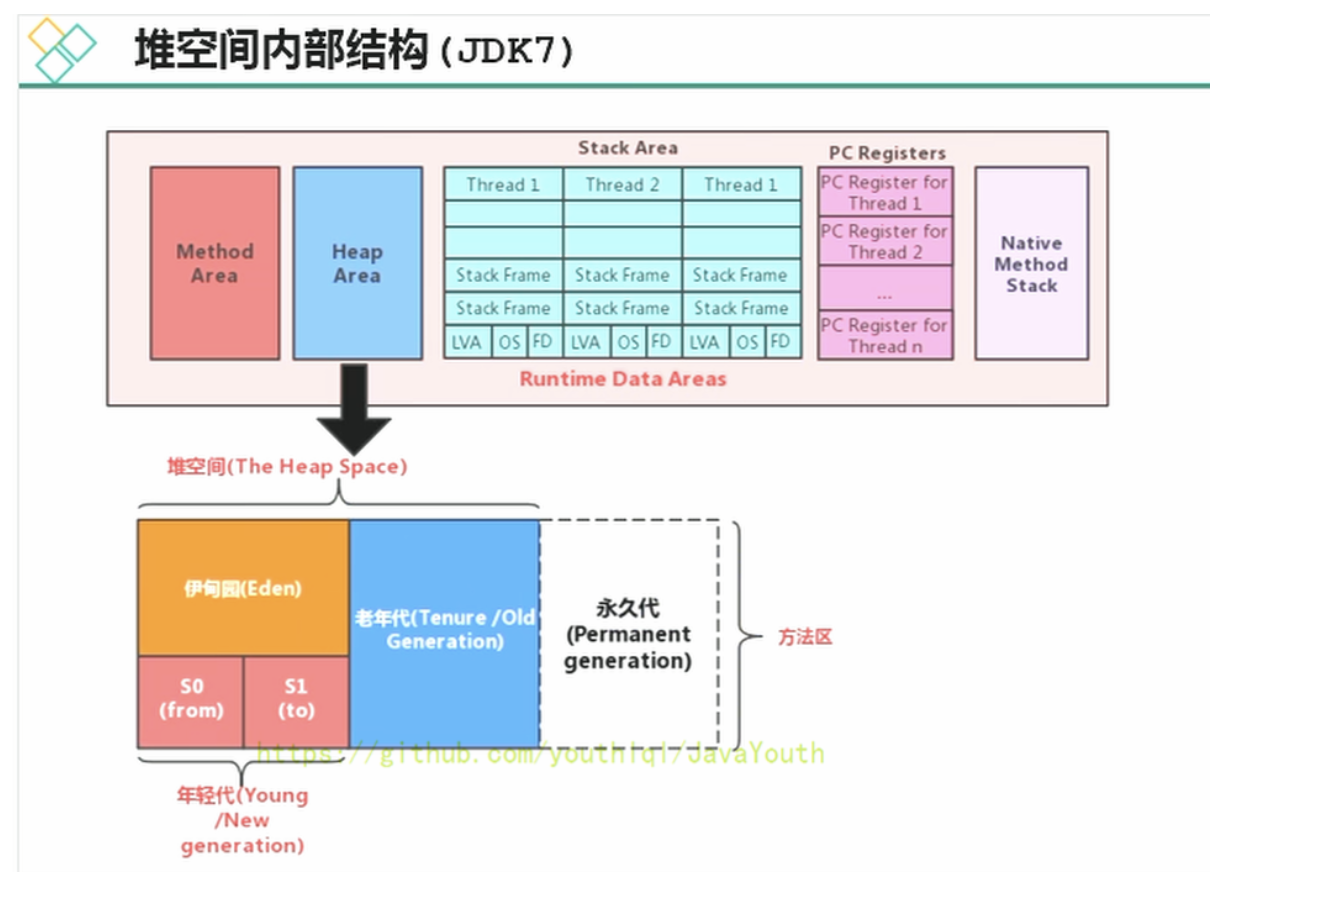 堆空间内部结构(JDK7)
Stack Area
PC Registers
Method
Area
Heap
Area
Thread 1 Thread 2 Thread 1
Stack Frame Stack Frame Stack Frame
Stack Frame Stack Frame Stack Frame
LVA OS FD LVA OS FD LVA OS FD
PC Register for
Thread 1
PC Register for
Thread 2
...
PC Register for
Thread n
Native
Method
Stack
Runtime Data Areas
堆空间(The Heap Space)
伊甸园(Eden)
S0
(from)
S1
(to)
老年代(Tenure /Old
Generation)
永久代
(Permanent
generation)
方法区
https://github.com/youthlql/JavaYouth
年轻代(Young
/New
generation)